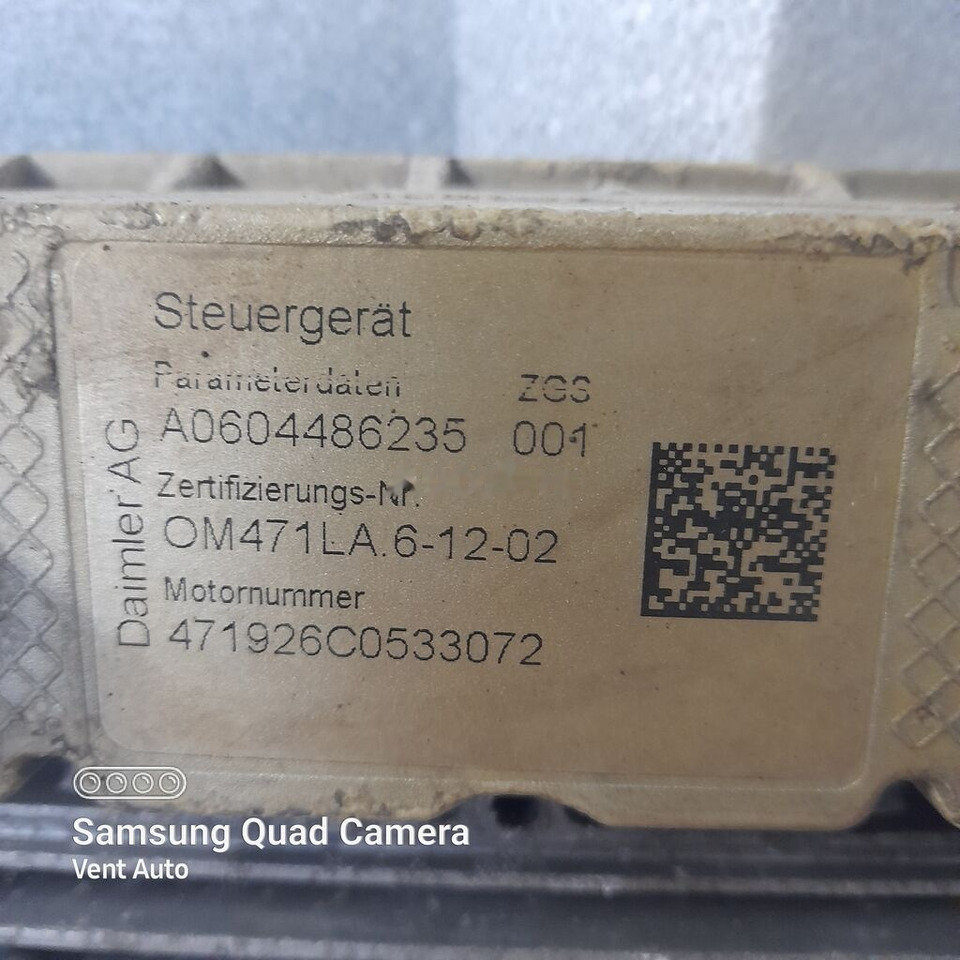 Steuergerät
Parameterdaten ZGS
A0604486235 001
Zertifizierungs-Nr.
OM471LA.6-12-02
Motornummer
471926C0533072
Daimler AG
Samsung Quad Camera
Vent Auto